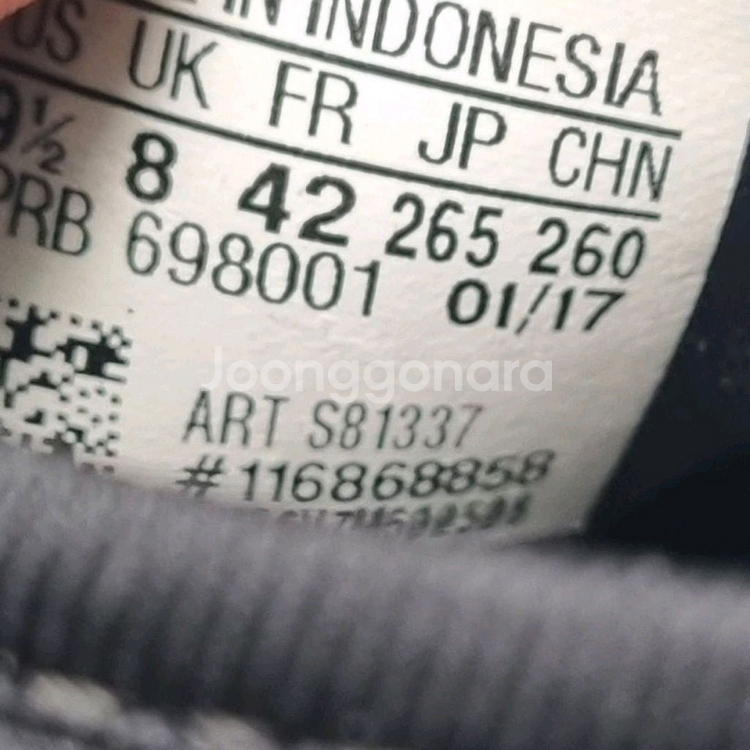 IN INDONESIA
US UK FR JP CHN
9½ 8 42 265 260
PRB 698001 01/17
Joonggonara
ART S81337
#116868858